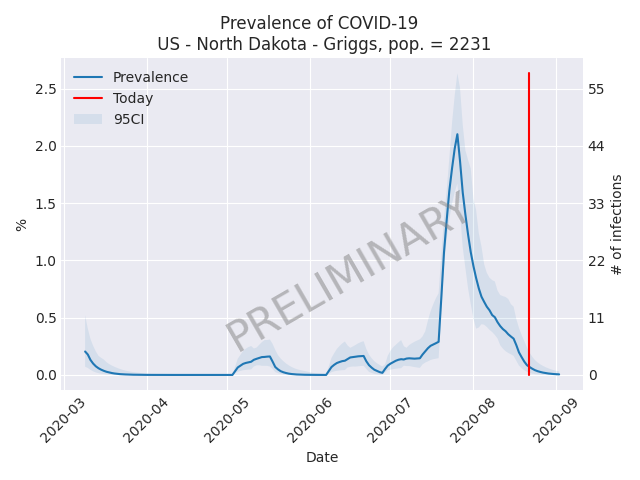 Prevalence of COVID-19
US - North Dakota - Griggs, pop. = 2231
Prevalence
Today
95CI
2.5
2.0
1.5
1.0
0.5
0.0
%
55
44
33
22
11
0
# of infections
PRELIMINARY
2020-03
2020-04
2020-05
2020-06
2020-07
2020-08
2020-09
Date